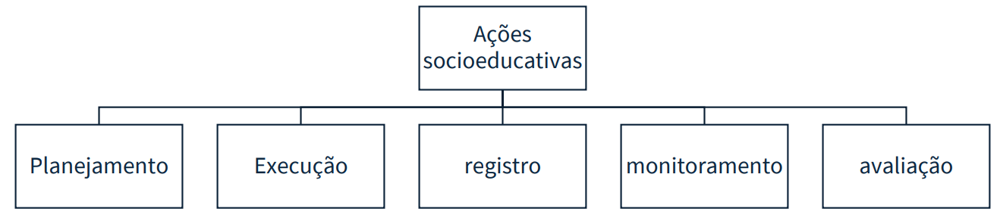 Ações
socioeducativas
Planejamento
Execução
registro
monitoramento
avaliação